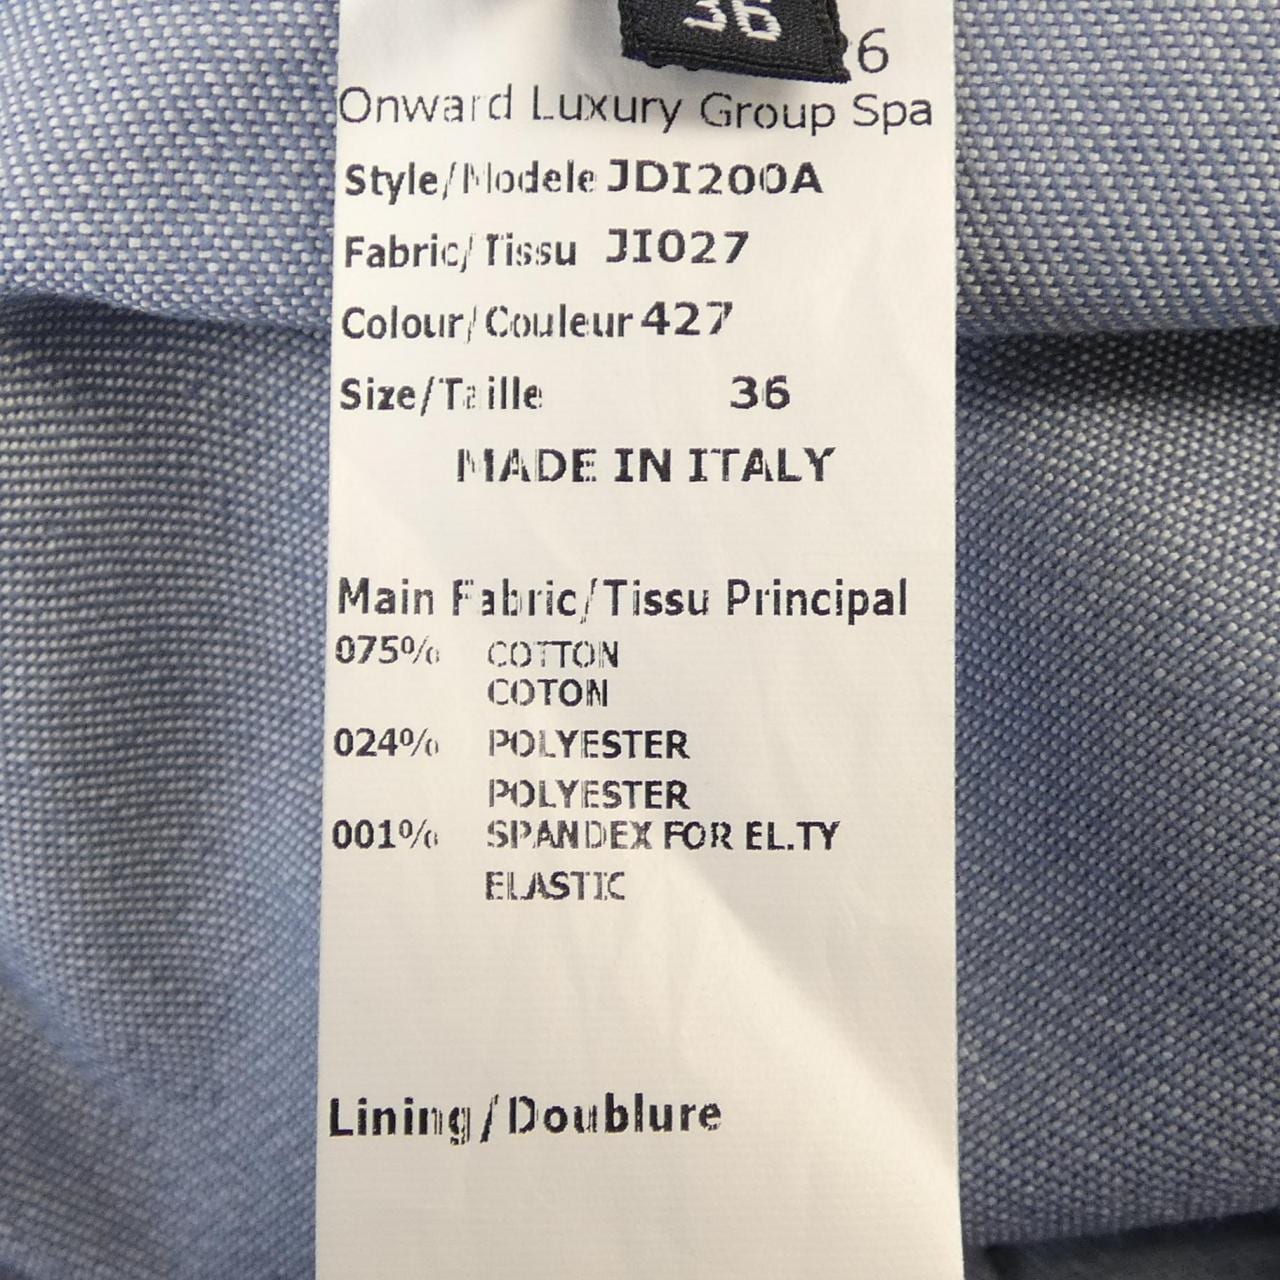 36
6
Onward Luxury Group Spa
Style/Modele JDI200A
Fabric/Tissu JI027
Colour/Couleur 427
Size/Taille 36
MADE IN ITALY
Main Fabric/Tissu Principal
075% COTTON
COTON
024% POLYESTER
POLYESTER
001% SPANDEX FOR EL.TY
ELASTIC
Lining/Doublure